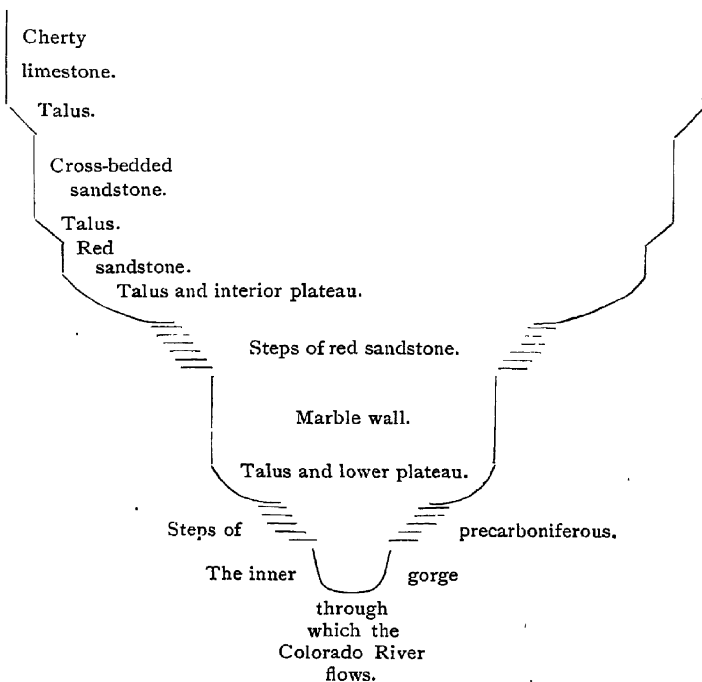 Cherty
limestone.
Talus.
Cross-bedded
sandstone.
Talus.
Red
sandstone.
Talus and interior plateau.
Steps of red sandstone.
Marble wall.
Talus and lower plateau.
Steps of precarboniferous.
The inner gorge
through
which the
Colorado River
flows.